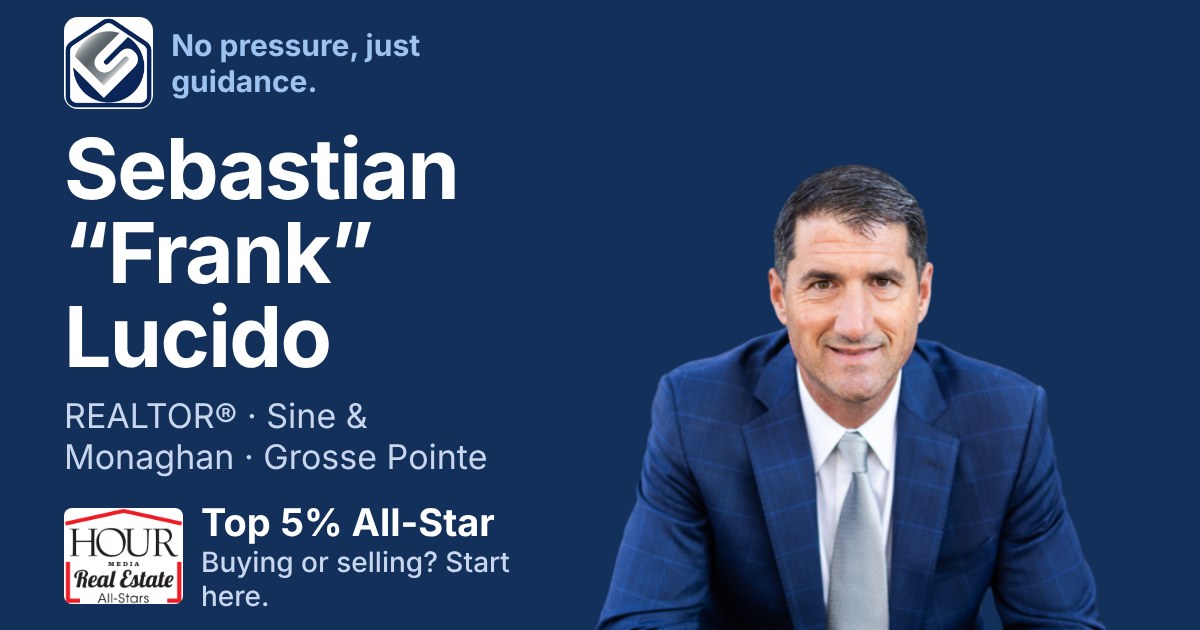 No pressure, just
guidance.
Sebastian
“Frank”
Lucido
REALTOR® · Sine &
Monaghan · Grosse Pointe
HOUR
MEDIA
Real Estate
All-Stars
Top 5% All-Star
Buying or selling? Start
here.